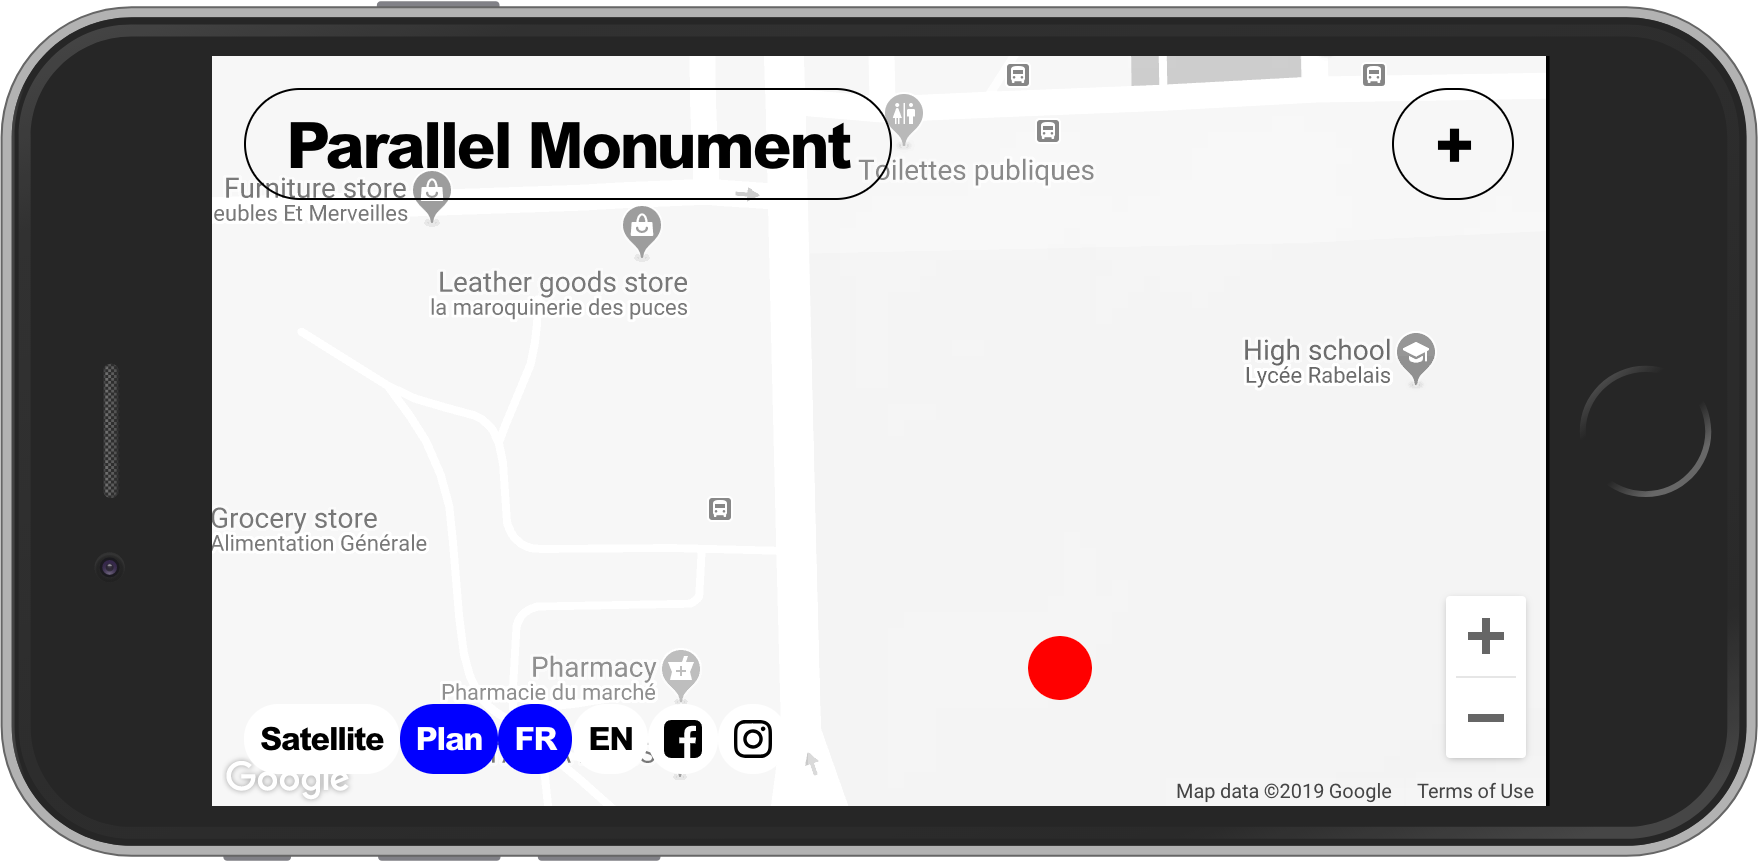 Parallel Monument
+
Toilettes publiques
Furniture store
eubles Et Merveilles
Leather goods store
la maroquinerie des puces
High school
Lycée Rabelais
Grocery store
Alimentation Générale
Pharmacy
Pharmacie du marché
Satellite Plan FR EN
Google
Map data ©2019 Google Terms of Use